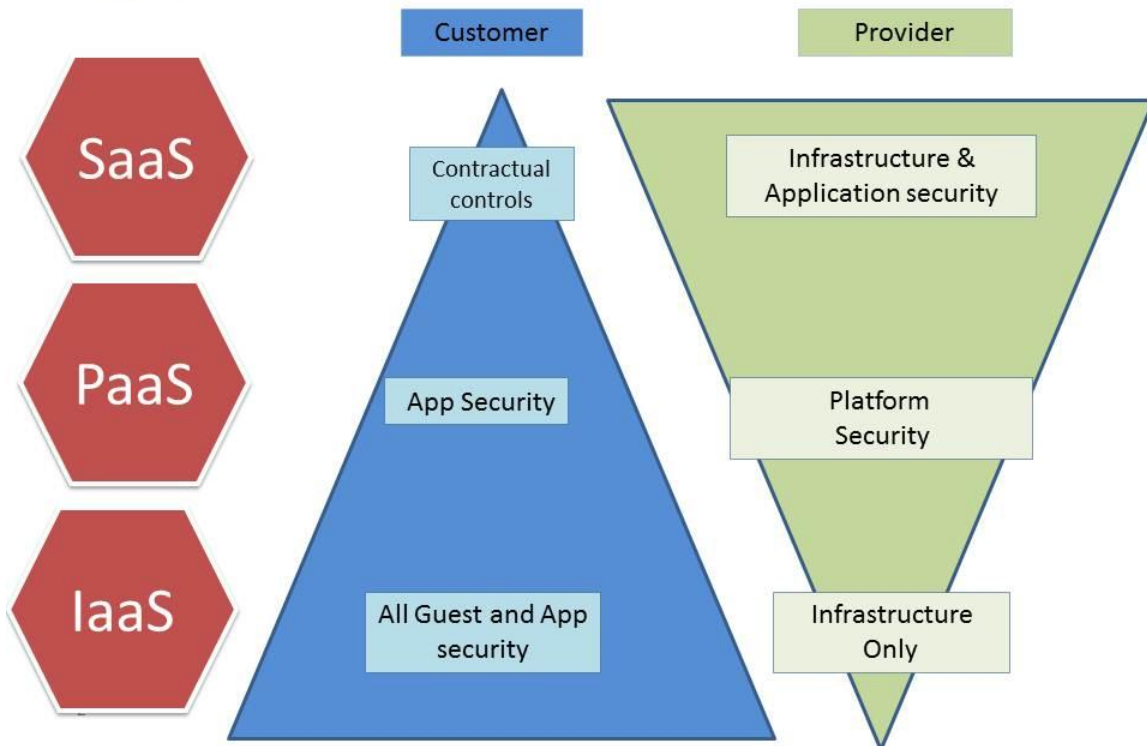 Customer
Provider
SaaS
Contractual
controls
Infrastructure &
Application security
PaaS
App Security
Platform
Security
IaaS
All Guest and App
security
Infrastructure
Only